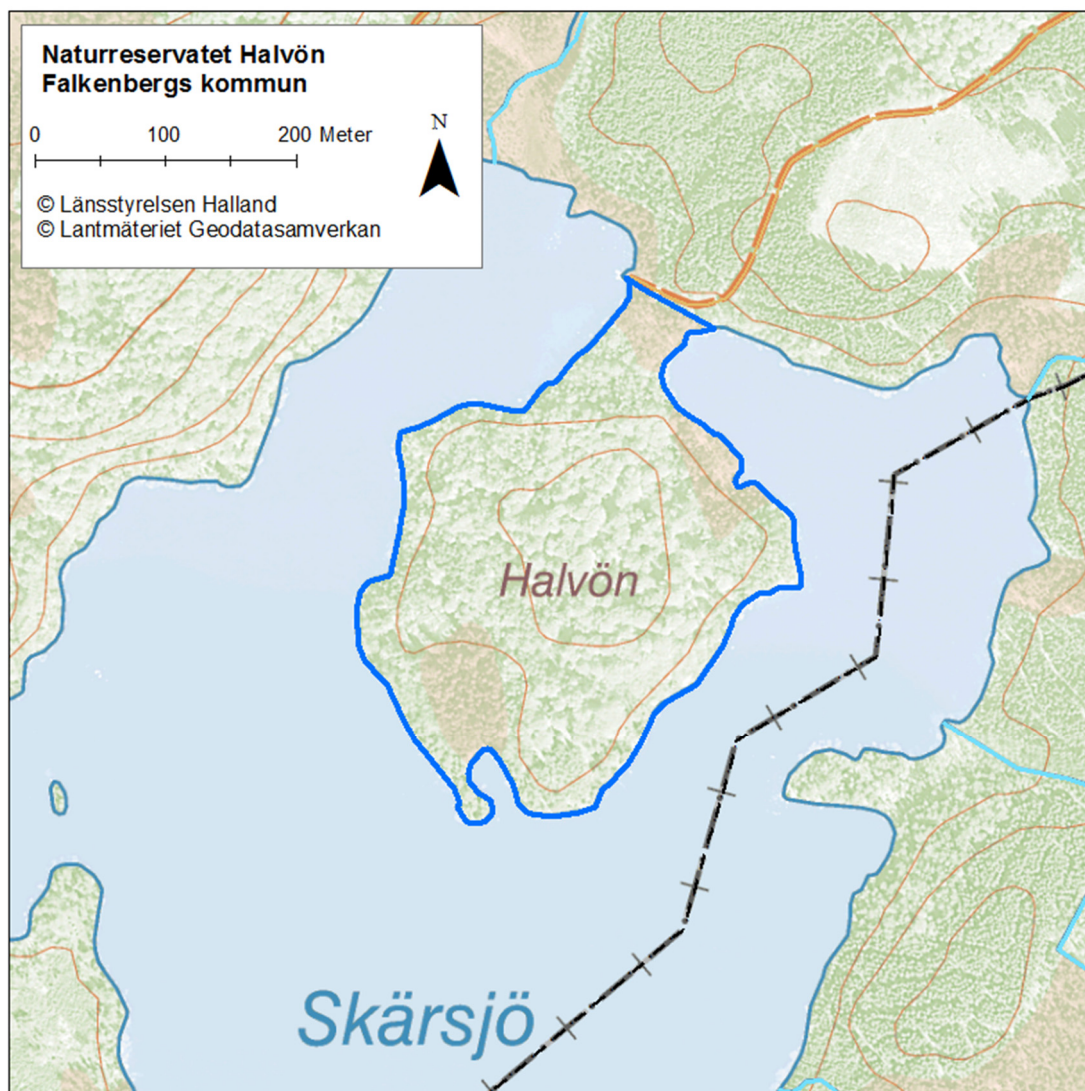 Naturreservatet Halvön
Falkenbergs kommun
0 100 200 Meter
N
© Länsstyrelsen Halland
© Lantmäteriet Geodatasamverkan
Halvön
Skärsjö